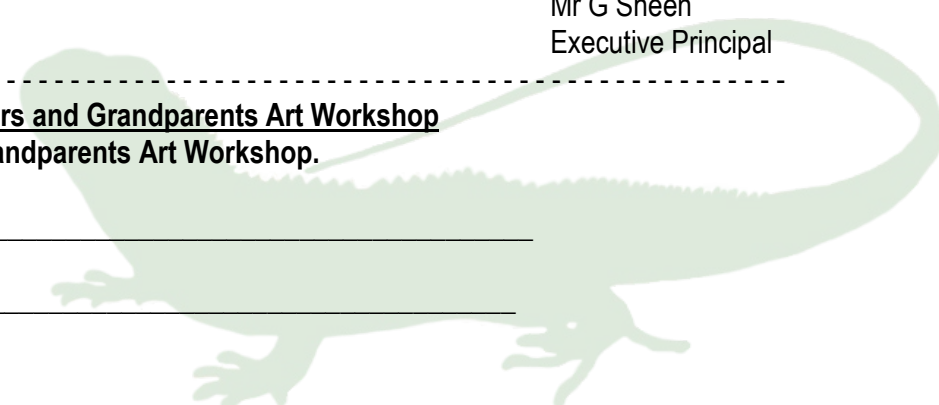 Mr G Sheen
Executive Principal
rs and Grandparents Art Workshop
andparents Art Workshop.